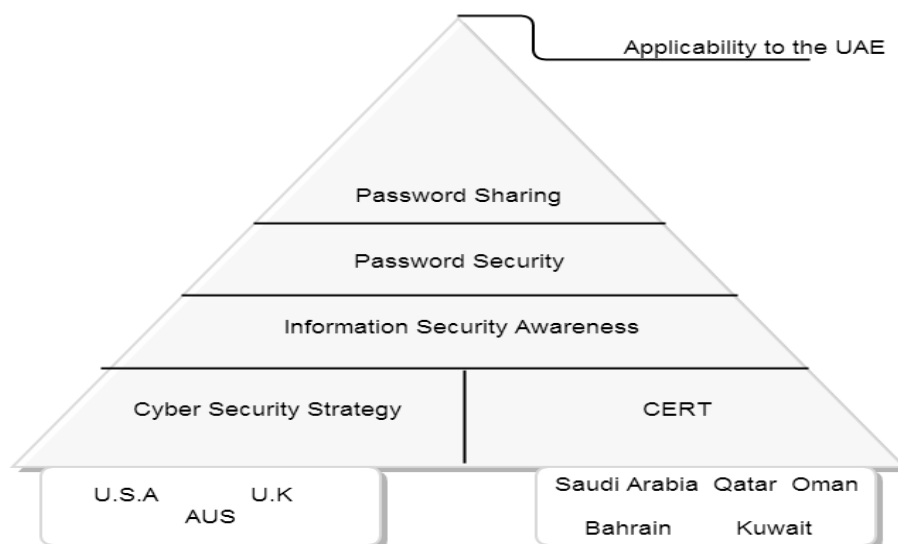 Applicability to the UAE
Password Sharing
Password Security
Information Security Awareness
Cyber Security Strategy
CERT
U.S.A U.K
AUS
Saudi Arabia Qatar Oman
Bahrain Kuwait